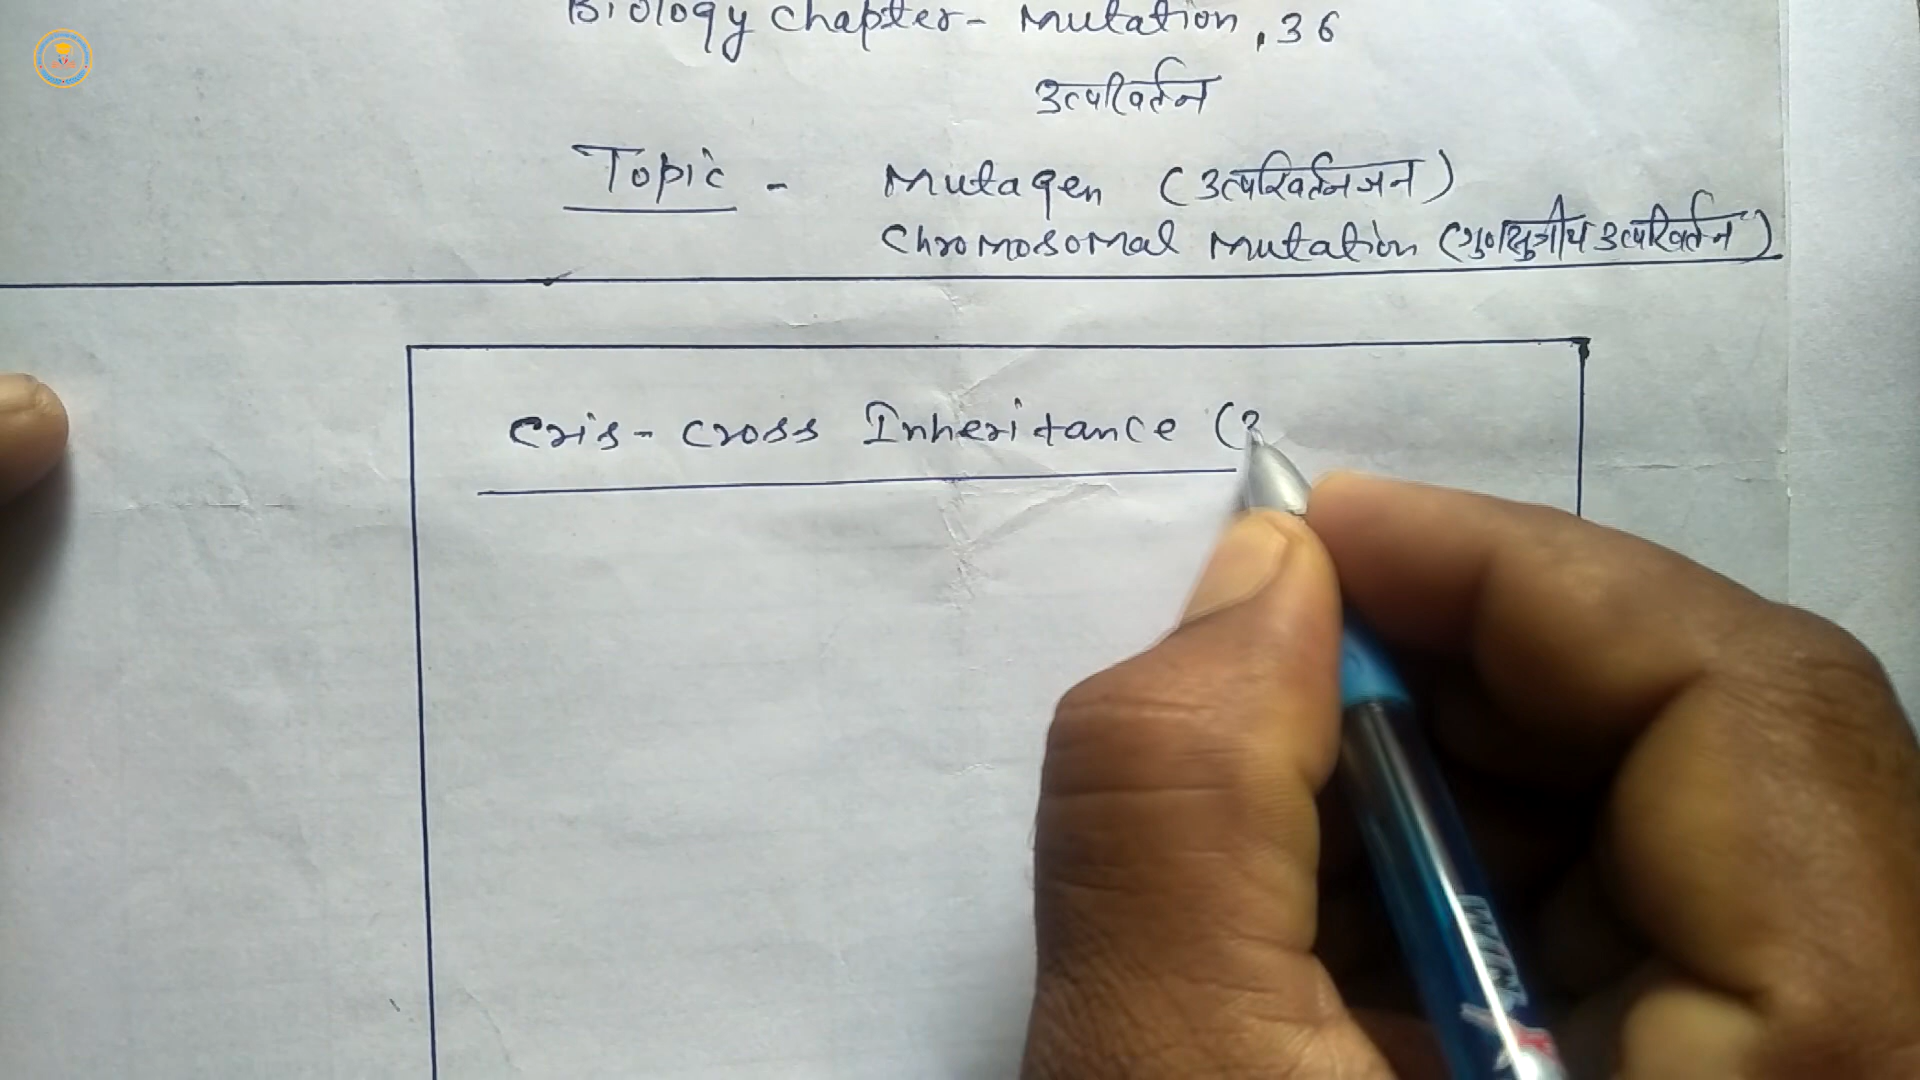 Biology Chapter - Mutation, 36
उत्परिवर्तन
Topic - Mutagen (उत्परिवर्तनजन)
Chromosomal Mutation (गुणसुत्रीय उत्परिवर्तन)
Cris - Cross Inheritance (